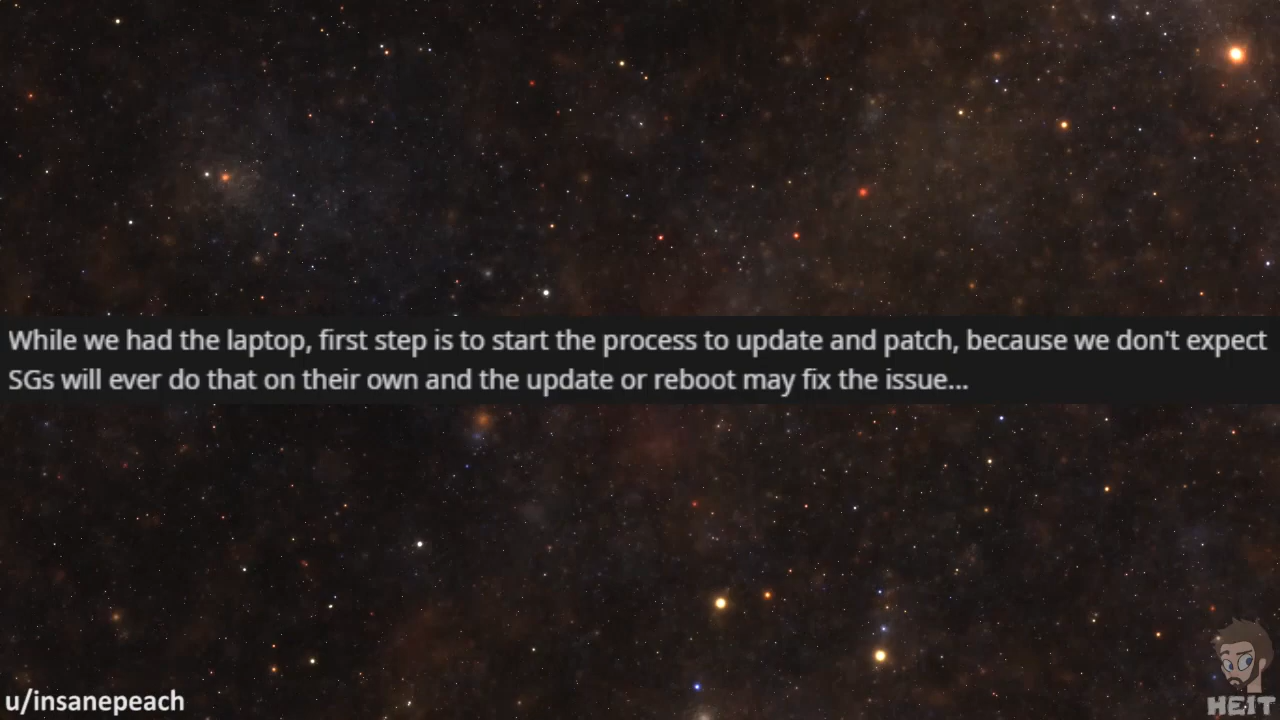 While we had the laptop, first step is to start the process to update and patch, because we don't expect
SGs will ever do that on their own and the update or reboot may fix the issue...
u/insanepeach
HEIT